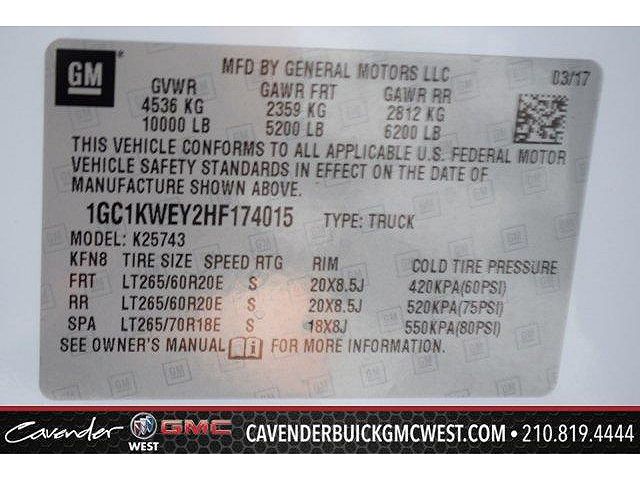 GM
MFD BY GENERAL MOTORS LLC 03/17
GVWR GAWR FRT GAWR RR
4536 KG 2359 KG 2812 KG
10000 LB 5200 LB 6200 LB
THIS VEHICLE CONFORMS TO ALL APPLICABLE U.S. FEDERAL MOTOR
VEHICLE SAFETY STANDARDS IN EFFECT ON THE DATE OF
MANUFACTURE SHOWN ABOVE.
1GC1KWEY2HF174015 TYPE: TRUCK
MODEL: K25743
KFN8 TIRE SIZE SPEED RTG RIM COLD TIRE PRESSURE
FRT LT265/60R20E S 20X8.5J 420KPA(60PSI)
RR LT265/60R20E S 20X8.5J 520KPA(75PSI)
SPA LT265/70R18E S 18X8J 550KPA(80PSI)
SEE OWNER'S MANUAL FOR MORE INFORMATION.
Cavender GMC CAVENDERBUICKGMCWEST.COM • 210.819.4444
WEST